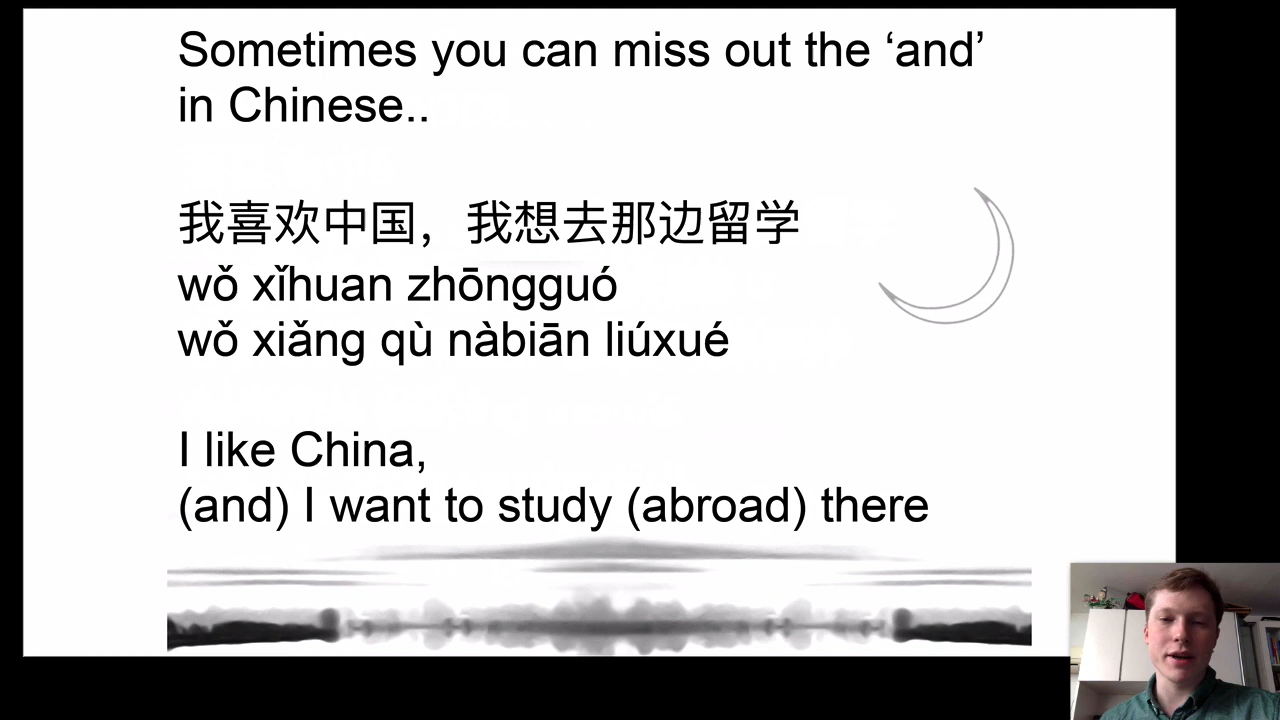 Sometimes you can miss out the ‘and’
in Chinese..
我喜欢中国，我想去那边留学
wǒ xǐhuan zhōngguó
wǒ xiǎng qù nàbiān liúxué
I like China,
(and) I want to study (abroad) there